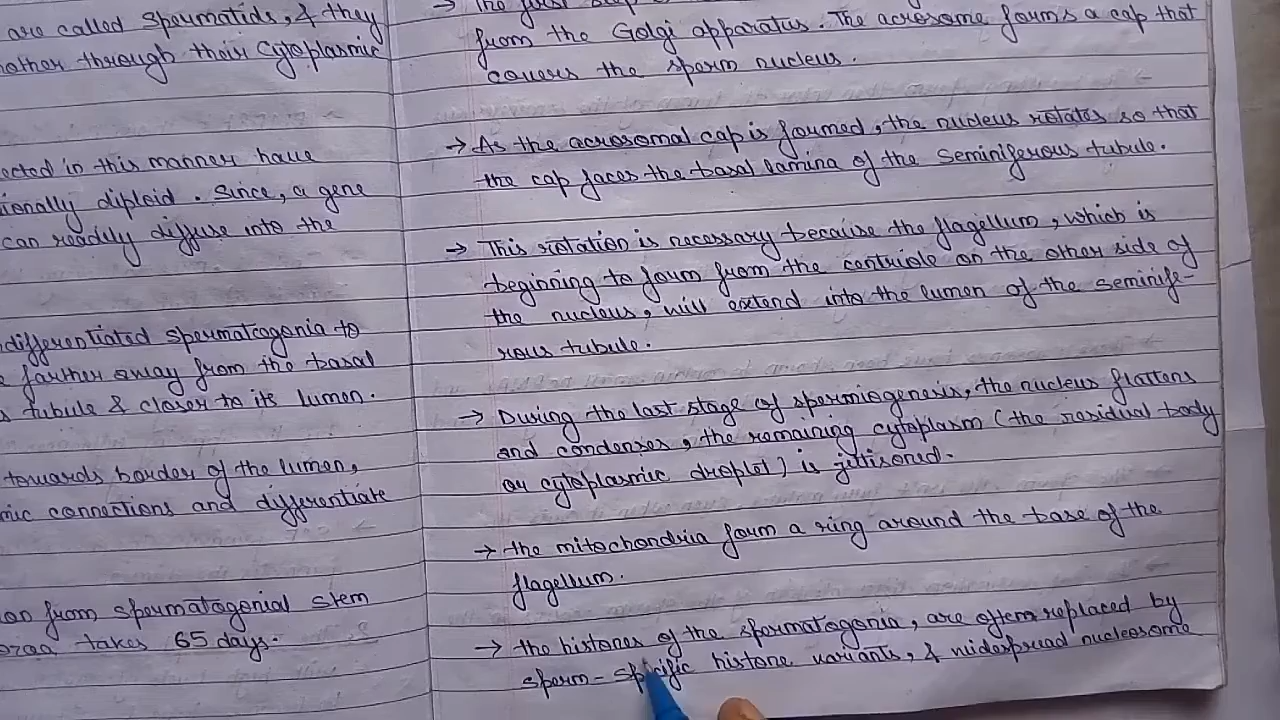 are called spermatids, & they
another through their cytoplasmic
ected in this manner have
ionally diploid. Since, a gene
can readily diffuse into the
differentiated spermatogonia to
farther away from the basal
tubule & closer to its lumen.
towards border of the lumen,
mic connections and differentiate
on from spermatogonial stem
takes 65 days.
→ The first step
from the Golgi apparatus. The acrosome forms a cap that
covers the sperm nucleus.
→ As the acrosomal cap is formed, the nucleus rotates so that
the cap faces the basal lamina of the seminiferous tubule.
→ This rotation is necessary because the flagellum, which is
beginning to form from the centriole on the other side of
the nucleus, will extend into the lumen of the seminife-
rous tubule.
→ During the last stage of spermiogenesis, the nucleus flattens
and condenses, the remaining cytoplasm (the residual body
or cytoplasmic droplet) is jettisoned.
→ the mitochondria form a ring around the base of the
flagellum.
→ the histones of the spermatogonia, are often replaced by
sperm-specific histone variants, & widespread nucleosome